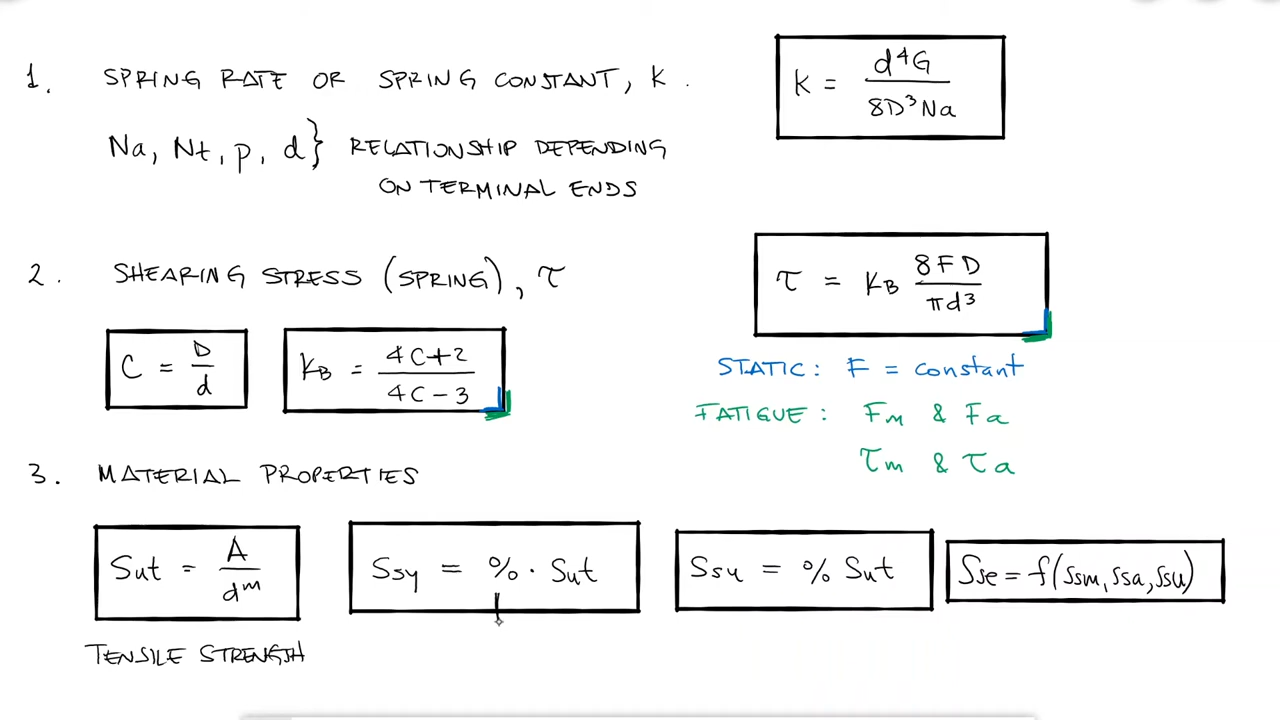 1. SPRING RATE OR SPRING CONSTANT, K.
K = d⁴G / 8D³Na
Na, Nt, p, d} RELATIONSHIP DEPENDING
ON TERMINAL ENDS
2. SHEARING STRESS (SPRING), τ
τ = KB 8FD / πd³
C = D / d
KB = 4C+2 / 4C-3
STATIC: F = constant
FATIGUE: Fm & Fa
τm & τa
3. MATERIAL PROPERTIES
Sut = A / dᵐ
Ssy = % · Sut
Ssu = % Sut
Sse = f(Ssm, Ssa, Ssu)
TENSILE STRENGTH